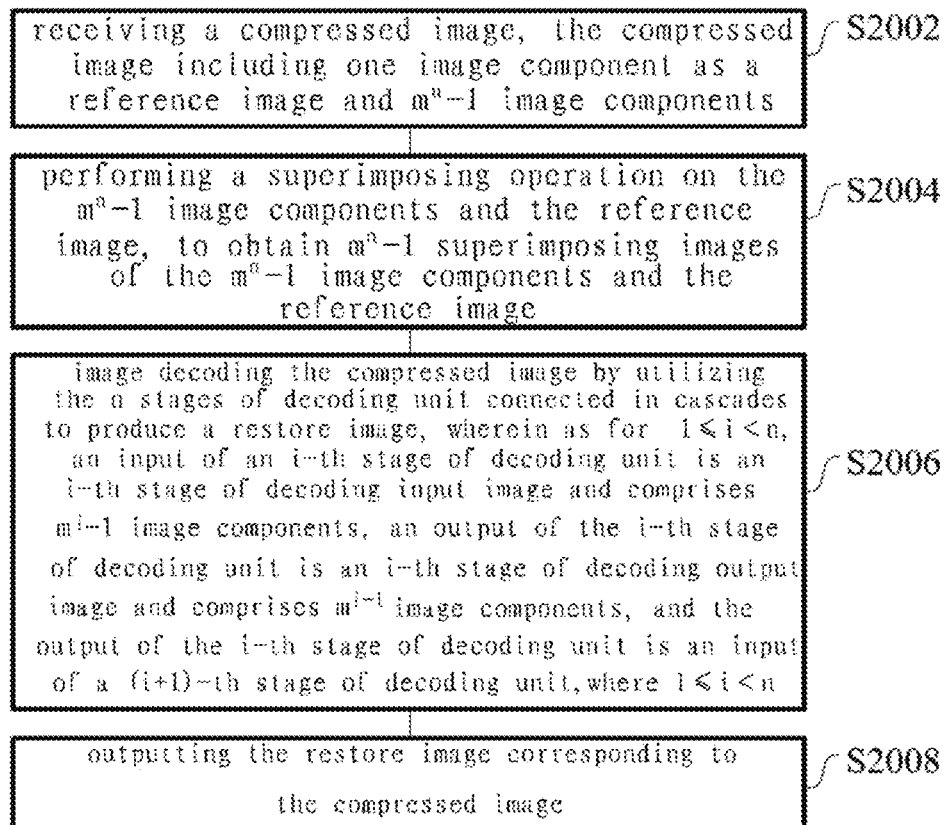 receiving a compressed image, the compressed
image including one image component as a
reference image and mⁿ-1 image components
S2002
performing a superimposing operation on the
mⁿ-1 image components and the reference
image, to obtain mⁿ-1 superimposing images
of the mⁿ-1 image components and the
reference image
S2004
image decoding the compressed image by utilizing
the n stages of decoding unit connected in cascades
to produce a restore image, wherein as for 1≤i<n,
an input of an i-th stage of decoding unit is an
i-th stage of decoding input image and comprises
mⁱ-1 image components, an output of the i-th stage
of decoding unit is an i-th stage of decoding output
image and comprises mⁱ⁻¹ image components, and the
output of the i-th stage of decoding unit is an input
of a (i+1)-th stage of decoding unit, where 1≤i<n
S2006
outputting the restore image corresponding to
the compressed image
S2008